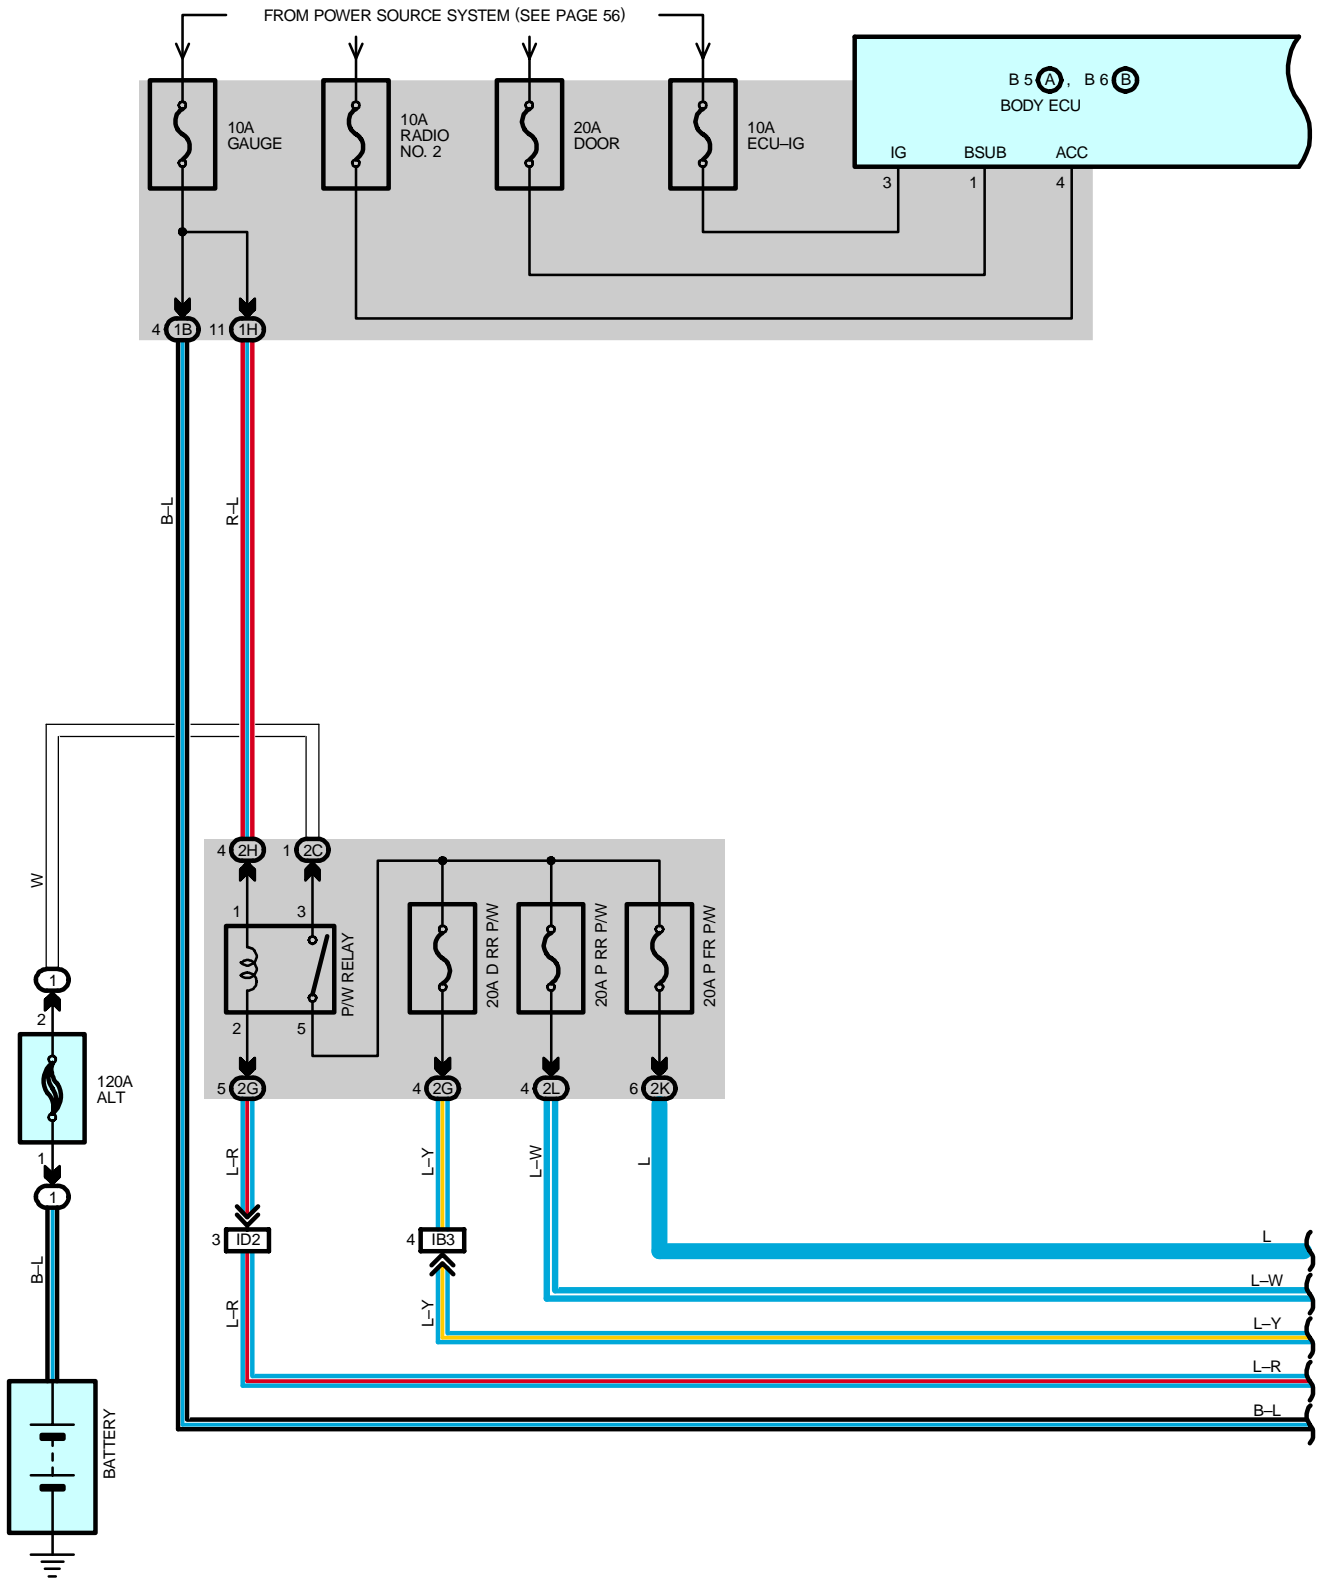 FROM POWER SOURCE SYSTEM (SEE PAGE 56)
B 5 A , B 6 B
BODY ECU
10A
GAUGE
10A
RADIO
NO. 2
20A
DOOR
10A
ECU–IG
IG BSUB ACC
3 1 4
4 1B 11 1H
B–L
R–L
W
4 2H 1 2C
1 3
P/W RELAY
20A D RR P/W
20A P RR P/W
20A P FR P/W
2 5
5 2G 4 2G 4 2L 6 2K
1
2
120A
ALT
1
1
L–R
L–Y
L–W
L
3 ID2 4 IB3
B–L
L–R
L–Y
L
L–W
L–Y
L–R
B–L
BATTERY